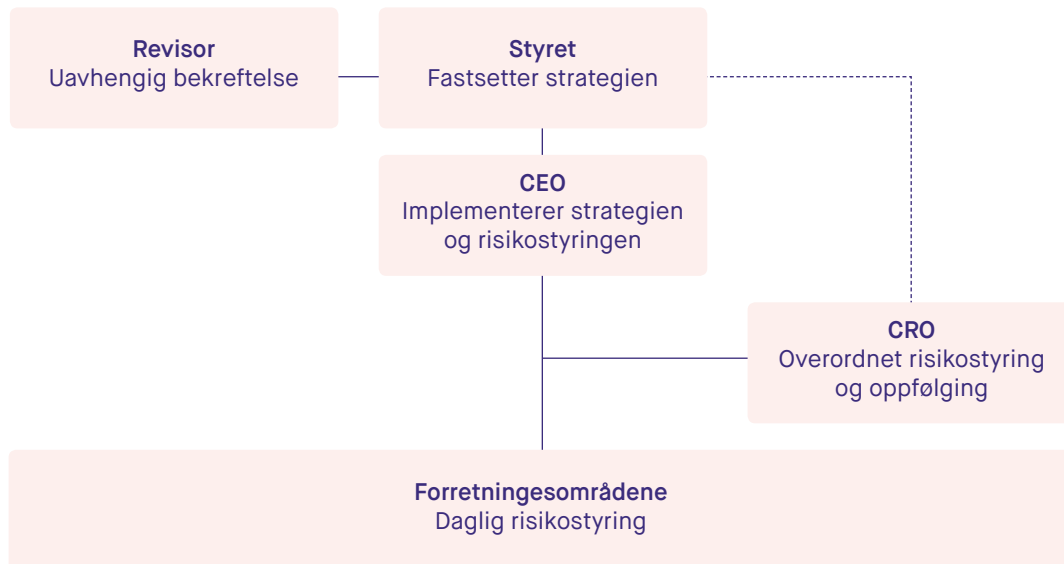 Revisor
Uavhengig bekreftelse
Styret
Fastsetter strategien
CEO
Implementerer strategien
og risikostyringen
CRO
Overordnet risikostyring
og oppfølging
Forretningesområdene
Daglig risikostyring